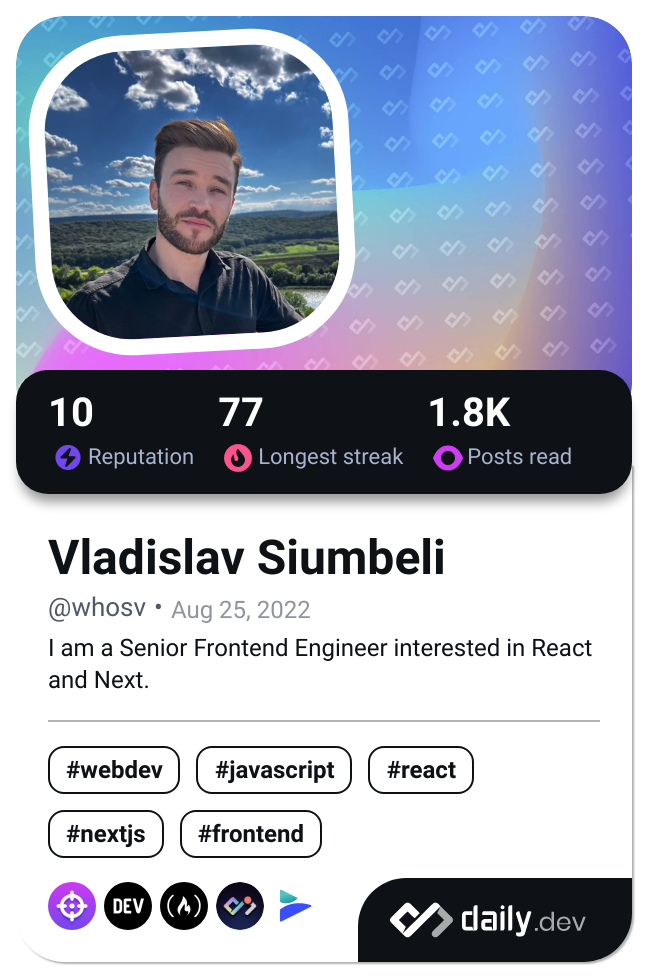 10 77 1.8K
Reputation Longest streak Posts read
Vladislav Siumbeli
@whosv • Aug 25, 2022
I am a Senior Frontend Engineer interested in React
and Next.
#webdev #javascript #react
#nextjs #frontend
DEV
daily.dev